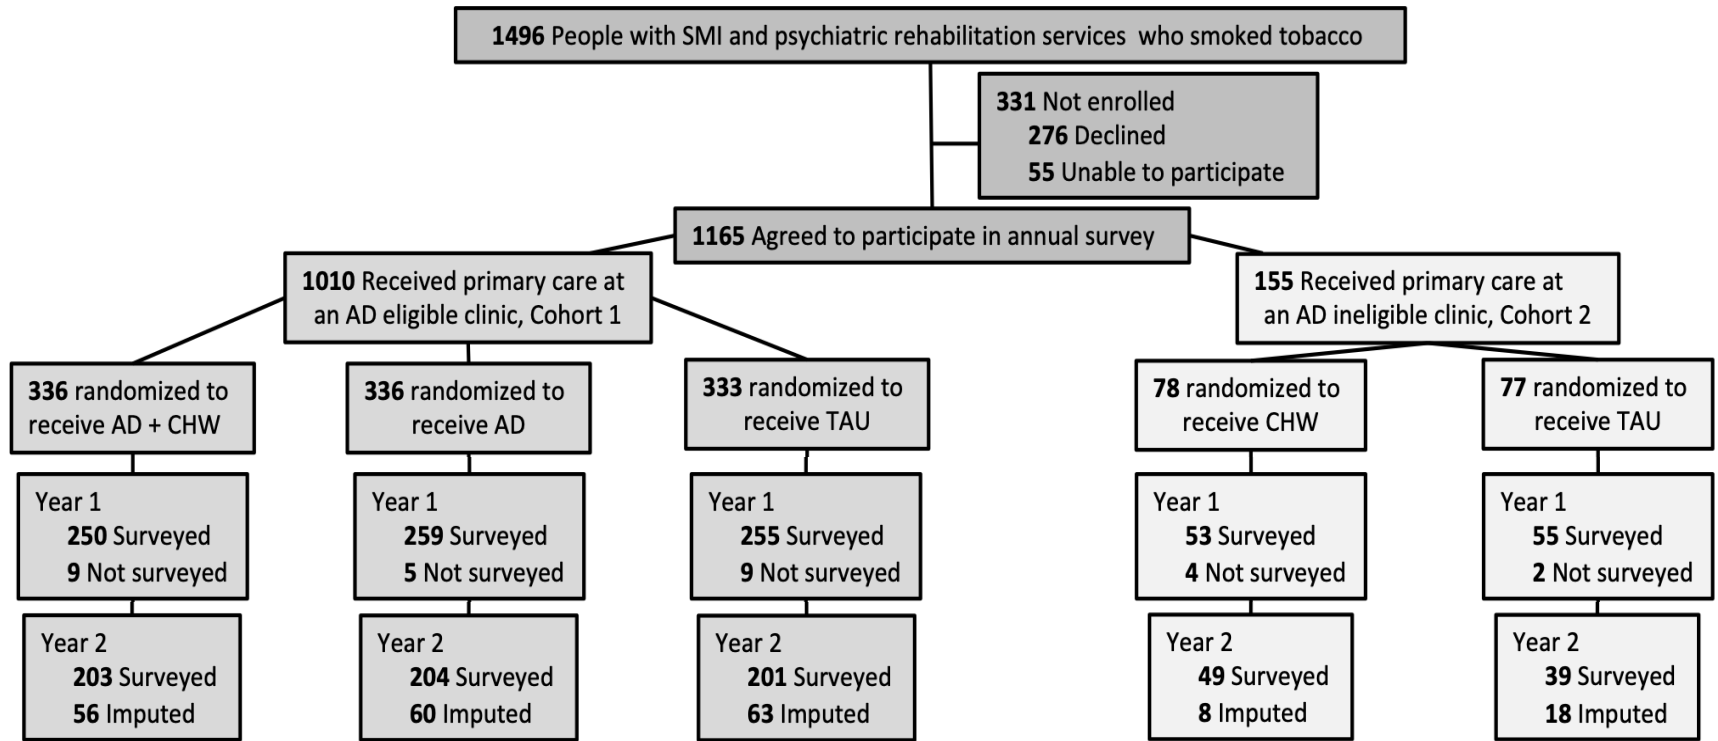 1496 People with SMI and psychiatric rehabilitation services who smoked tobacco
331 Not enrolled
276 Declined
55 Unable to participate
1165 Agreed to participate in annual survey
1010 Received primary care at
an AD eligible clinic, Cohort 1
155 Received primary care at
an AD ineligible clinic, Cohort 2
336 randomized to
receive AD + CHW
336 randomized to
receive AD
333 randomized to
receive TAU
78 randomized to
receive CHW
77 randomized to
receive TAU
Year 1
250 Surveyed
9 Not surveyed
Year 1
259 Surveyed
5 Not surveyed
Year 1
255 Surveyed
9 Not surveyed
Year 1
53 Surveyed
4 Not surveyed
Year 1
55 Surveyed
2 Not surveyed
Year 2
203 Surveyed
56 Imputed
Year 2
204 Surveyed
60 Imputed
Year 2
201 Surveyed
63 Imputed
Year 2
49 Surveyed
8 Imputed
Year 2
39 Surveyed
18 Imputed